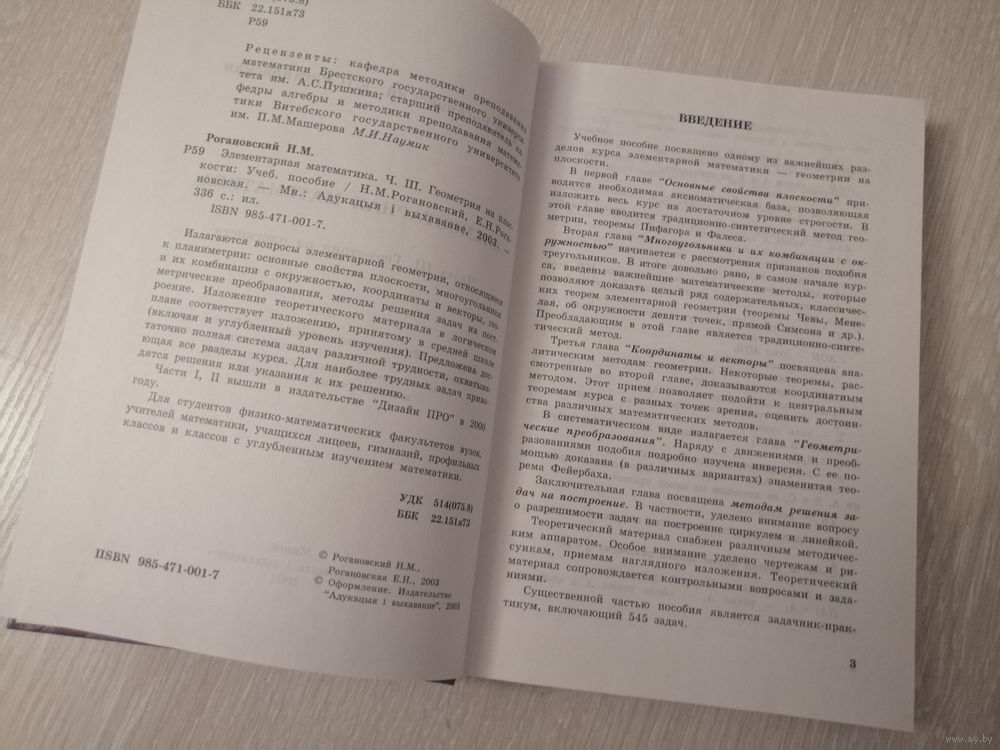 75.8)
ББК 22.151я73
Р59
Рецензенты: кафедра методики преподавания
математики Брестского государственного универси-
тета им. А.С.Пушкина; старший преподаватель ка-
федры алгебры и методики преподавания матема-
тики Витебского государственного университета
им. П.М.Машерова М.И.Наумик
Рогановский Н.М.
Р59 Элементарная математика. Ч. III. Геометрия на плос-
кости: Учеб. пособие / Н.М.Рогановский, Е.Н.Рога-
новская. — Мн.: Адукацыя i выхаванне, 2003. —
336 с.: ил.
ISBN 985-471-001-7.
Излагаются вопросы элементарной геометрии, относящиеся
к планиметрии: основные свойства плоскости, многоугольники
и их комбинации с окружностью, координаты и векторы, гео-
метрические преобразования, методы решения задач на пост-
роение. Изложение теоретического материала в логическом
плане соответствует изложению, принятому в средней школе
(включая и углубленный уровень изучения). Предложена дос-
таточно полная система задач различной трудности, охватыва-
ющая все разделы курса. Для наиболее трудных задач приво-
дятся решения или указания к их решению.
Части I, II вышли в издательстве "Дизайн ПРО" в 2000
году.
Для студентов физико-математических факультетов вузов,
учителей математики, учащихся лицеев, гимназий, профильных
классов и классов с углубленным изучением математики.
УДК 514(075.8)
ББК 22.151я73
IISBN 985-471-001-7
© Рогановский Н.М.,
Рогановская Е.Н., 2003
© Оформление. Издательство
"Адукацыя i выхаванне", 2003
ВВЕДЕНИЕ
Учебное пособие посвящено одному из важнейших раз-
делов курса элементарной математики — геометрии на
плоскости.
В первой главе "Основные свойства плоскости" при-
водится необходимая аксиоматическая база, позволяющая
изложить весь курс на достаточном уровне строгости. В
этой главе вводится традиционно-синтетический метод гео-
метрии, теоремы Пифагора и Фалеса.
Вторая глава "Многоугольники и их комбинации с ок-
ружностью" начинается с рассмотрения признаков подобия
треугольников. В итоге довольно рано, в самом начале кур-
са, введены важнейшие математические методы, которые
позволяют доказать целый ряд содержательных, классичес-
ких теорем элементарной геометрии (теоремы Чевы, Мене-
лая, об окружности девяти точек, прямой Симсона и др.).
Преобладающим в этой главе является традиционно-синте-
тический метод.
Третья глава "Координаты и векторы" посвящена ана-
литическим методам геометрии. Некоторые теоремы, рас-
смотренные во второй главе, доказываются координатным
методом. Этот прием позволяет подойти к центральным
теоремам курса с разных точек зрения, оценить достоин-
ства различных математических методов.
В систематическом виде излагается глава "Геометри-
ческие преобразования". Наряду с движениями и преоб-
разованиями подобия подробно изучена инверсия. С ее по-
мощью доказана (в различных вариантах) знаменитая тео-
рема Фейербаха.
Заключительная глава посвящена методам решения за-
дач на построение. В частности, уделено внимание вопросу
о разрешимости задач на построение циркулем и линейкой.
Теоретический материал снабжен различным методичес-
ким аппаратом. Особое внимание уделено чертежам и ри-
сункам, приемам наглядного изложения. Теоретический
материал сопровождается контрольными вопросами и зада-
ниями.
Существенной частью пособия является задачник-прак-
тикум, включающий 545 задач.
3
www.ay.by